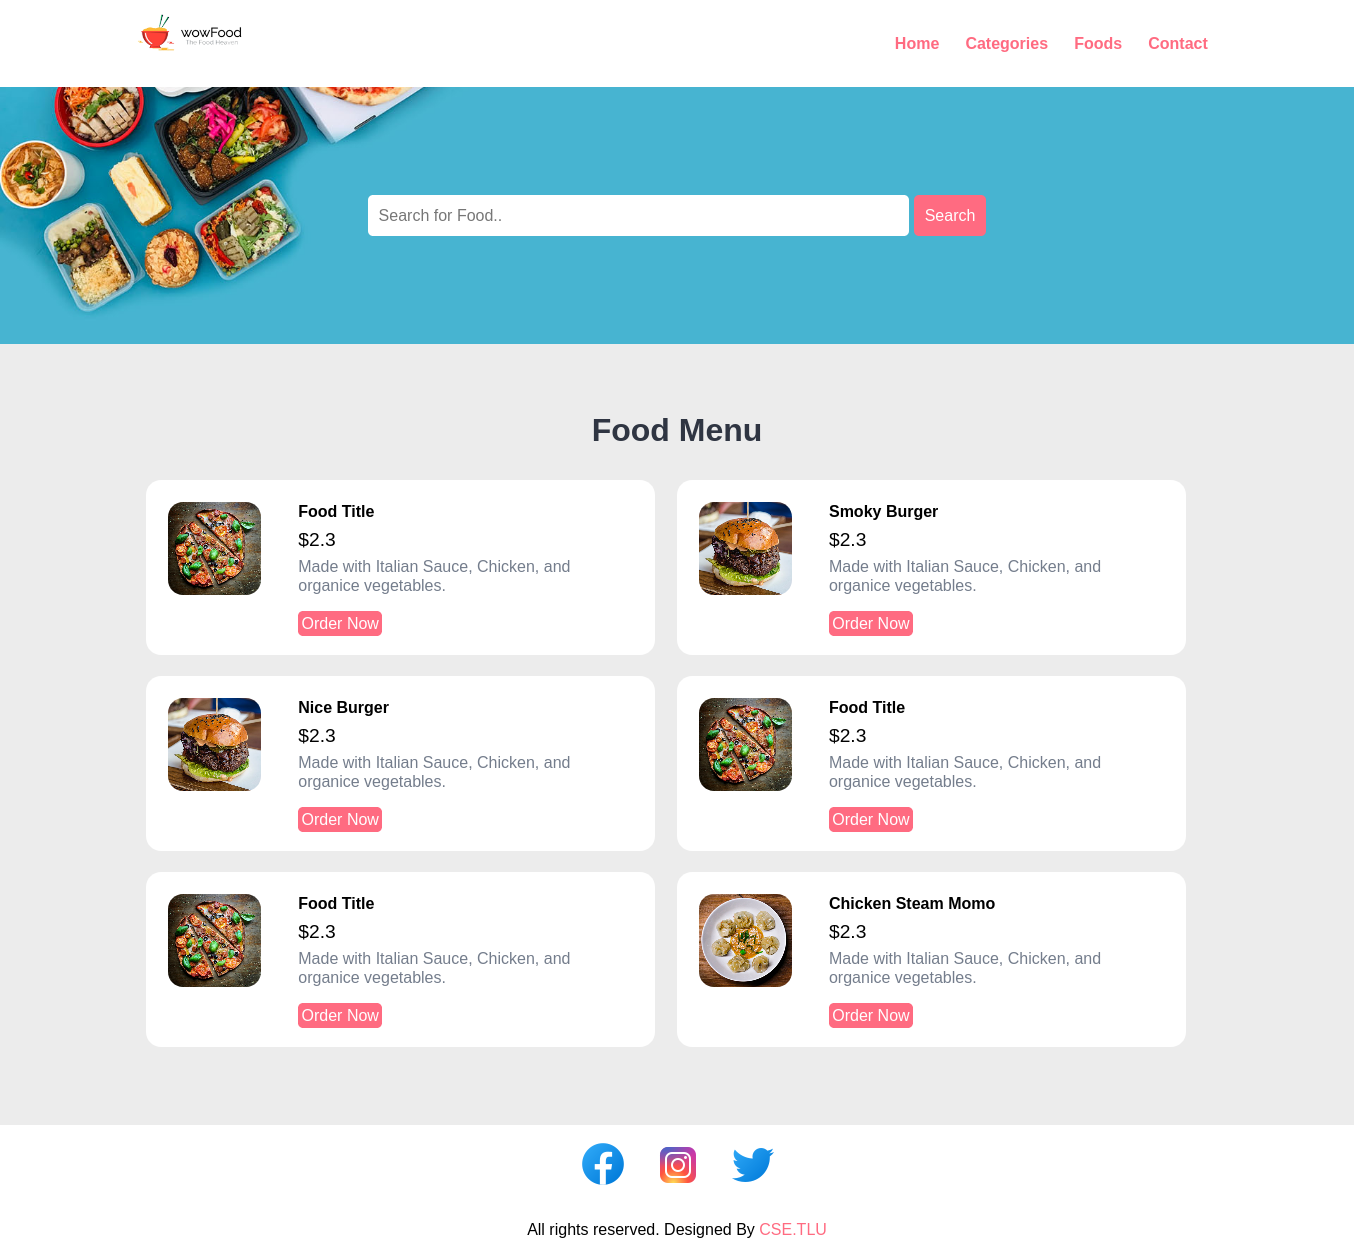 wowFood
The Food Heaven
Home Categories Foods Contact
Search for Food.. Search
Food Menu
Food Title
$2.3
Made with Italian Sauce, Chicken, and
organice vegetables.
Order Now
Smoky Burger
$2.3
Made with Italian Sauce, Chicken, and
organice vegetables.
Order Now
Nice Burger
$2.3
Made with Italian Sauce, Chicken, and
organice vegetables.
Order Now
Food Title
$2.3
Made with Italian Sauce, Chicken, and
organice vegetables.
Order Now
Food Title
$2.3
Made with Italian Sauce, Chicken, and
organice vegetables.
Order Now
Chicken Steam Momo
$2.3
Made with Italian Sauce, Chicken, and
organice vegetables.
Order Now
All rights reserved. Designed By CSE.TLU